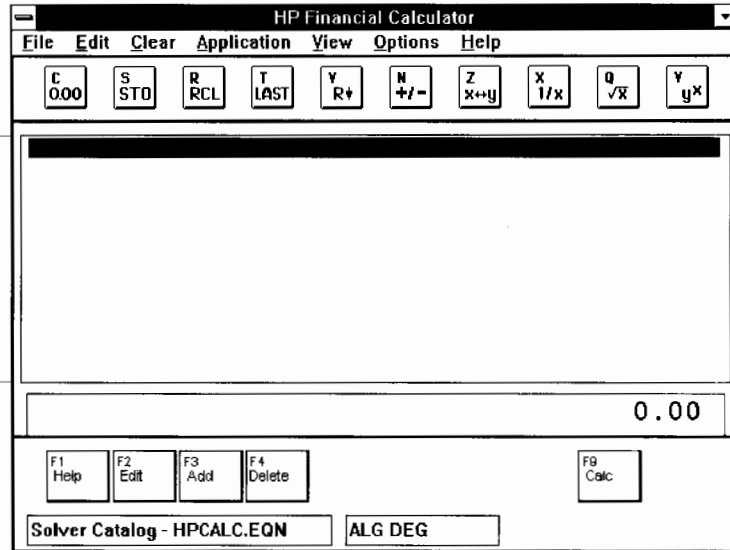 HP Financial Calculator
File Edit Clear Application View Options Help
C S R T V N Z X Q Y
0.00 STO RCL LAST R↓ +/- x↔y 1/x √x y^x
0.00
F1 F2 F3 F4 F9
Help Edit Add Delete Calc
Solver Catalog - HPCALC.EQN ALG DEG